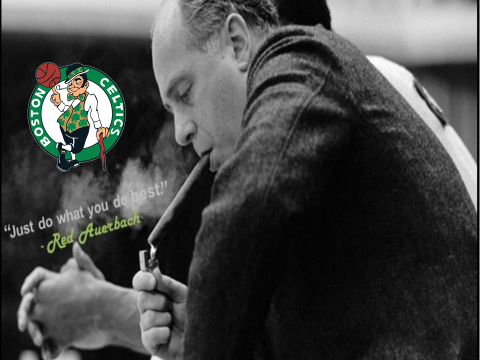 BOSTON CELTICS
"Just do what you do best."
- Red Auerbach